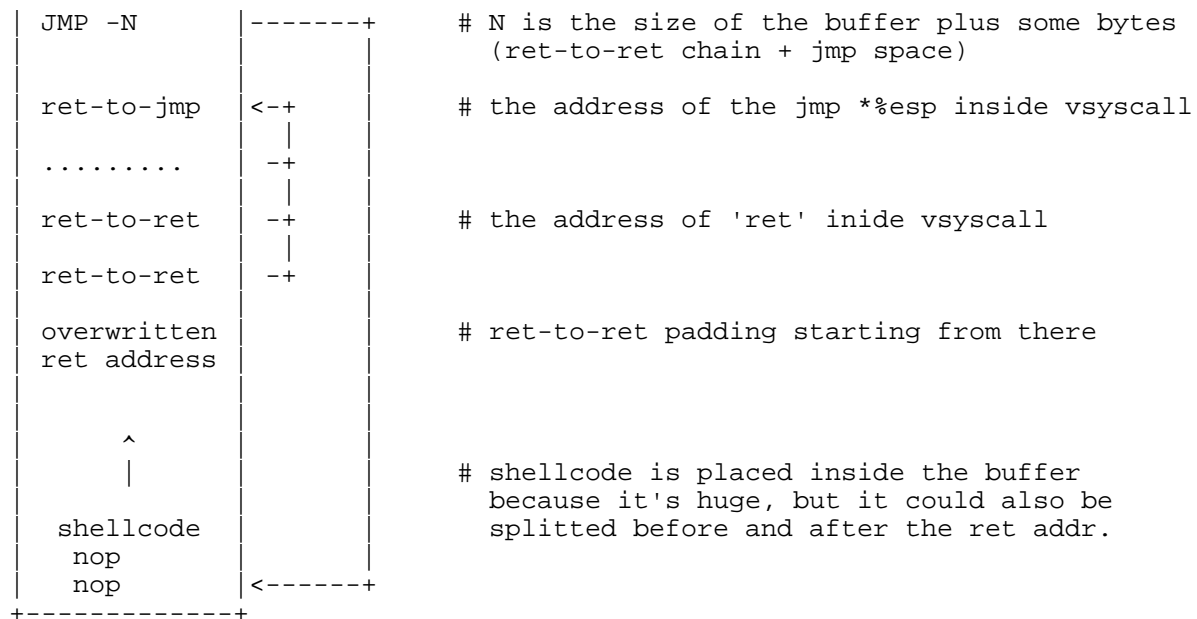 JMP -N # N is the size of the buffer plus some bytes
(ret-to-ret chain + jmp space)
ret-to-jmp # the address of the jmp *%esp inside vsyscall
.........
ret-to-ret # the address of 'ret' inide vsyscall
ret-to-ret
overwritten # ret-to-ret padding starting from there
ret address
# shellcode is placed inside the buffer
because it's huge, but it could also be
shellcode splitted before and after the ret addr.
nop
nop